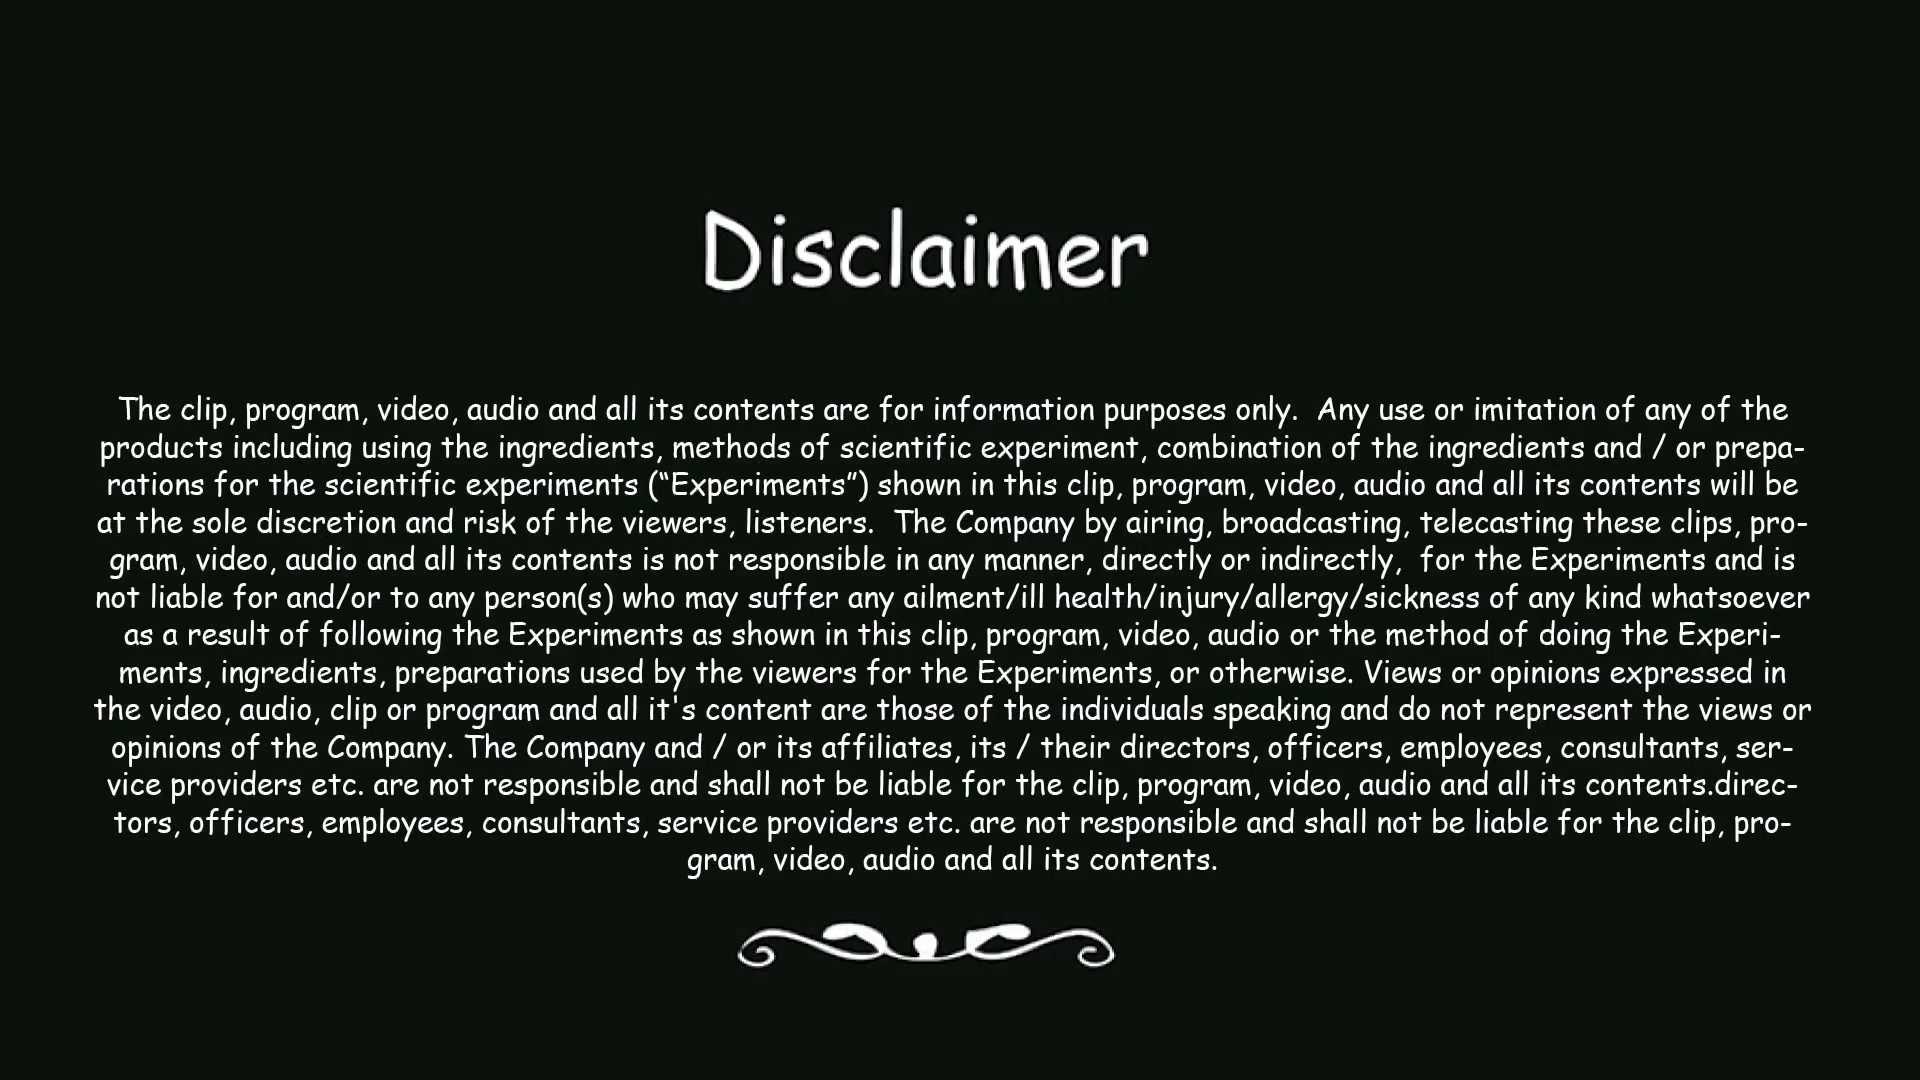 Disclaimer
The clip, program, video, audio and all its contents are for information purposes only.  Any use or imitation of any of the
products including using the ingredients, methods of scientific experiment, combination of the ingredients and / or prepa-
rations for the scientific experiments (“Experiments”) shown in this clip, program, video, audio and all its contents will be
at the sole discretion and risk of the viewers, listeners.  The Company by airing, broadcasting, telecasting these clips, pro-
gram, video, audio and all its contents is not responsible in any manner, directly or indirectly,  for the Experiments and is
not liable for and/or to any person(s) who may suffer any ailment/ill health/injury/allergy/sickness of any kind whatsoever
as a result of following the Experiments as shown in this clip, program, video, audio or the method of doing the Experi-
ments, ingredients, preparations used by the viewers for the Experiments, or otherwise. Views or opinions expressed in
the video, audio, clip or program and all it's content are those of the individuals speaking and do not represent the views or
opinions of the Company. The Company and / or its affiliates, its / their directors, officers, employees, consultants, ser-
vice providers etc. are not responsible and shall not be liable for the clip, program, video, audio and all its contents.direc-
tors, officers, employees, consultants, service providers etc. are not responsible and shall not be liable for the clip, pro-
gram, video, audio and all its contents.